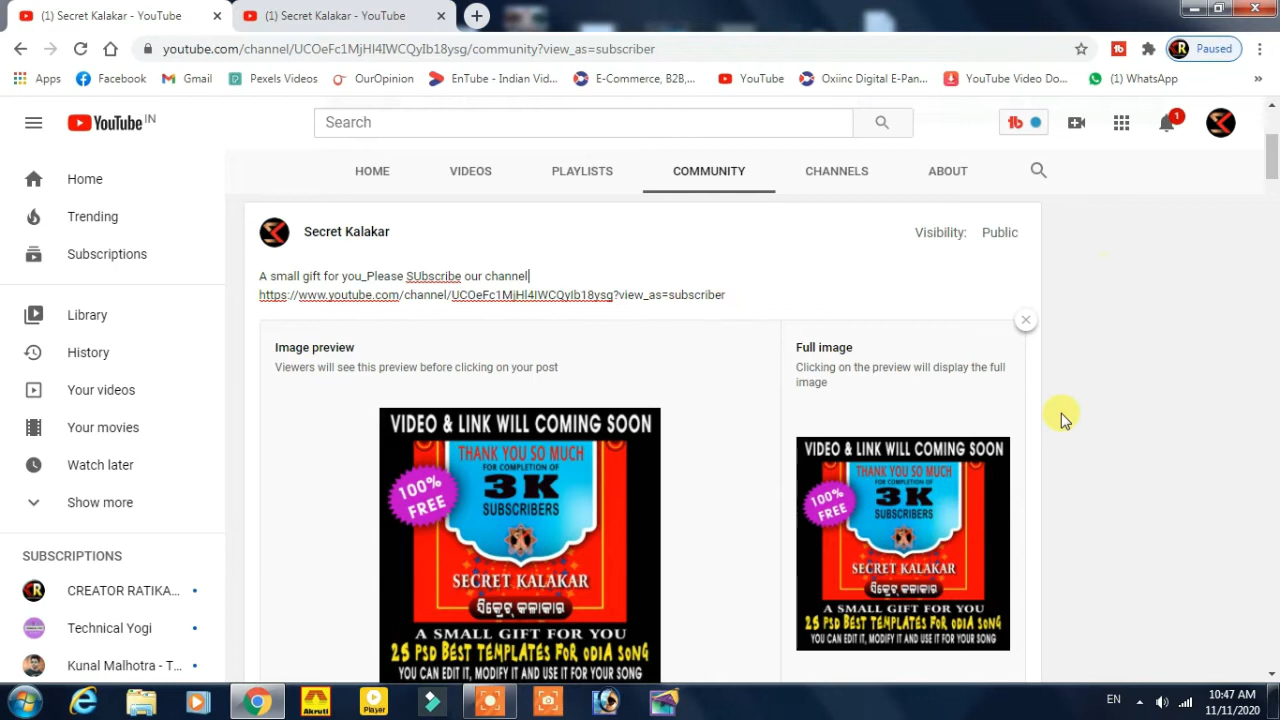 (1) Secret Kalakar - YouTube
(1) Secret Kalakar - YouTube
youtube.com/channel/UCOeFc1MjHl4IWCQyIb18ysg/community?view_as=subscriber
Paused
Apps
Facebook
Gmail
Pexels Videos
OurOpinion
EnTube - Indian Vid...
E-Commerce, B2B,...
YouTube
Oxiinc Digital E-Pan...
YouTube Video Do...
(1) WhatsApp
»
YouTube IN
Search
tb
1
HOME
VIDEOS
PLAYLISTS
COMMUNITY
CHANNELS
ABOUT
Home
Trending
Subscriptions
Library
History
Your videos
Your movies
Watch later
Show more
SUBSCRIPTIONS
CREATOR RATIKA...
Technical Yogi
Kunal Malhotra - T...
Secret Kalakar
Visibility: Public
A small gift for you_Please SUbscribe our channel
https://www.youtube.com/channel/UCOeFc1MjHl4IWCQyIb18ysg?view_as=subscriber
Image preview
Viewers will see this preview before clicking on your post
VIDEO & LINK WILL COMING SOON
THANK YOU SO MUCH
FOR COMPLETION OF
3K
SUBSCRIBERS
100%
FREE
SECRET KALAKAR
ସିକ୍ରେଟ୍ କଳାକାର
A SMALL GIFT FOR YOU
25 PSD BEST TEMPLATES FOR ODIA SONG
YOU CAN EDIT, MODIFY IT AND USE IT FOR YOUR SONG
Full image
Clicking on the preview will display the full
image
VIDEO & LINK WILL COMING SOON
THANK YOU SO MUCH
FOR COMPLETION OF
3K
SUBSCRIBERS
100%
FREE
SECRET KALAKAR
ସିକ୍ରେଟ୍ କଳାକାର
A SMALL GIFT FOR YOU
25 PSD BEST TEMPLATES FOR ODIA SONG
YOU CAN EDIT, MODIFY IT AND USE IT FOR YOUR SONG
Akruti
Player
EN
10:47 AM
11/11/2020